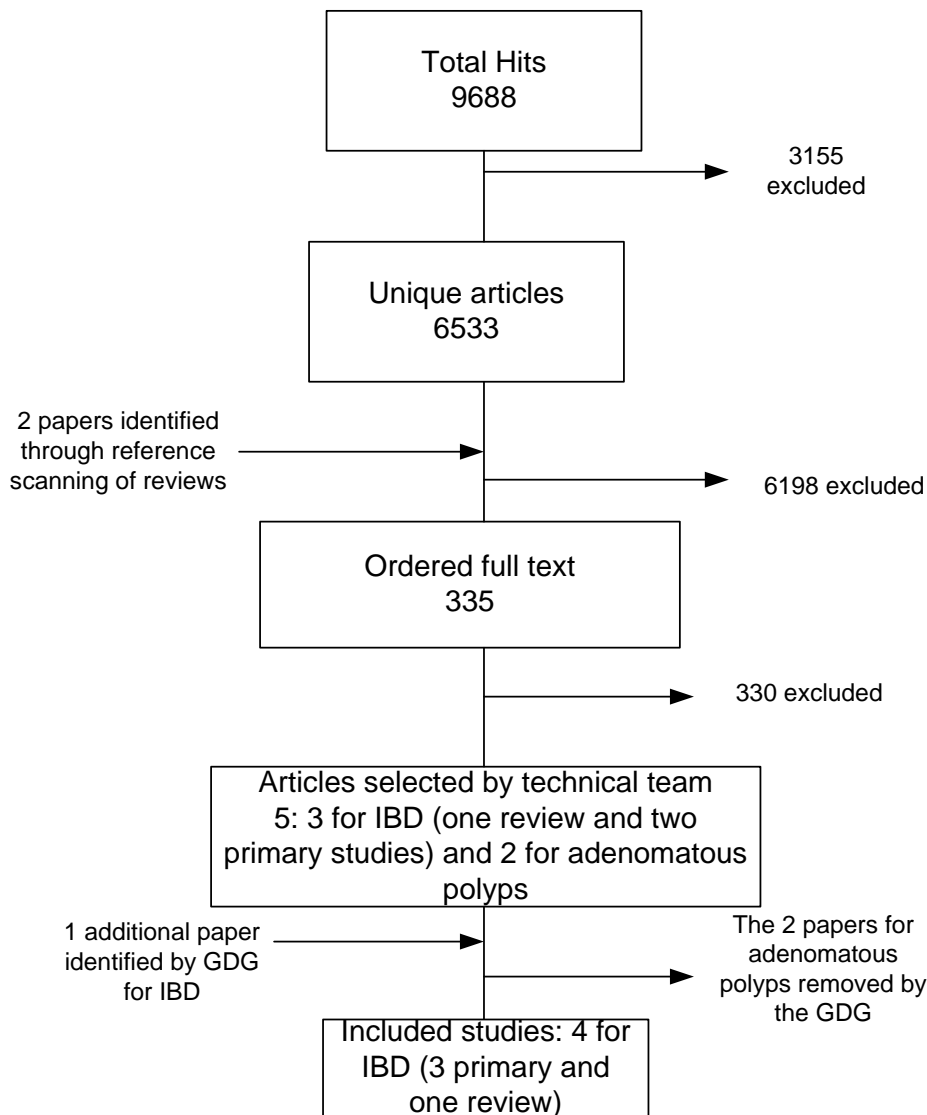 Total Hits
9688
3155
excluded
Unique articles
6533
2 papers identified
through reference
scanning of reviews
6198 excluded
Ordered full text
335
330 excluded
Articles selected by technical team
5: 3 for IBD (one review and two
primary studies) and 2 for adenomatous
polyps
1 additional paper
identified by GDG
for IBD
The 2 papers for
adenomatous
polyps removed by
the GDG
Included studies: 4 for
IBD (3 primary and
one review)